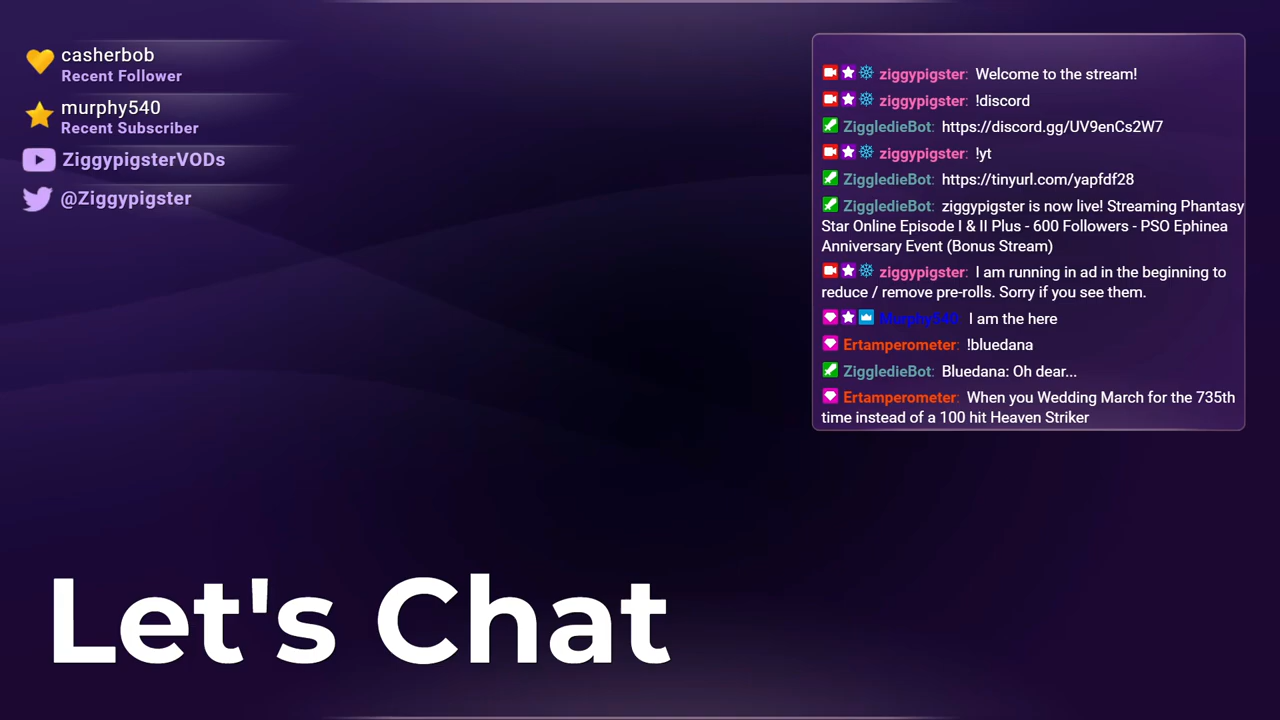 casherbob
Recent Follower
murphy540
Recent Subscriber
ZiggypigsterVODs
@Ziggypigster
ziggypigster: Welcome to the stream!
ziggypigster: !discord
ZiggledieBot: https://discord.gg/UV9enCs2W7
ziggypigster: !yt
ZiggledieBot: https://tinyurl.com/yapfdf28
ZiggledieBot: ziggypigster is now live! Streaming Phantasy
Star Online Episode I & II Plus - 600 Followers - PSO Ephinea
Anniversary Event (Bonus Stream)
ziggypigster: I am running in ad in the beginning to
reduce / remove pre-rolls. Sorry if you see them.
Murphy540: I am the here
Ertamperometer: !bluedana
ZiggledieBot: Bluedana: Oh dear...
Ertamperometer: When you Wedding March for the 735th
time instead of a 100 hit Heaven Striker
Let's Chat